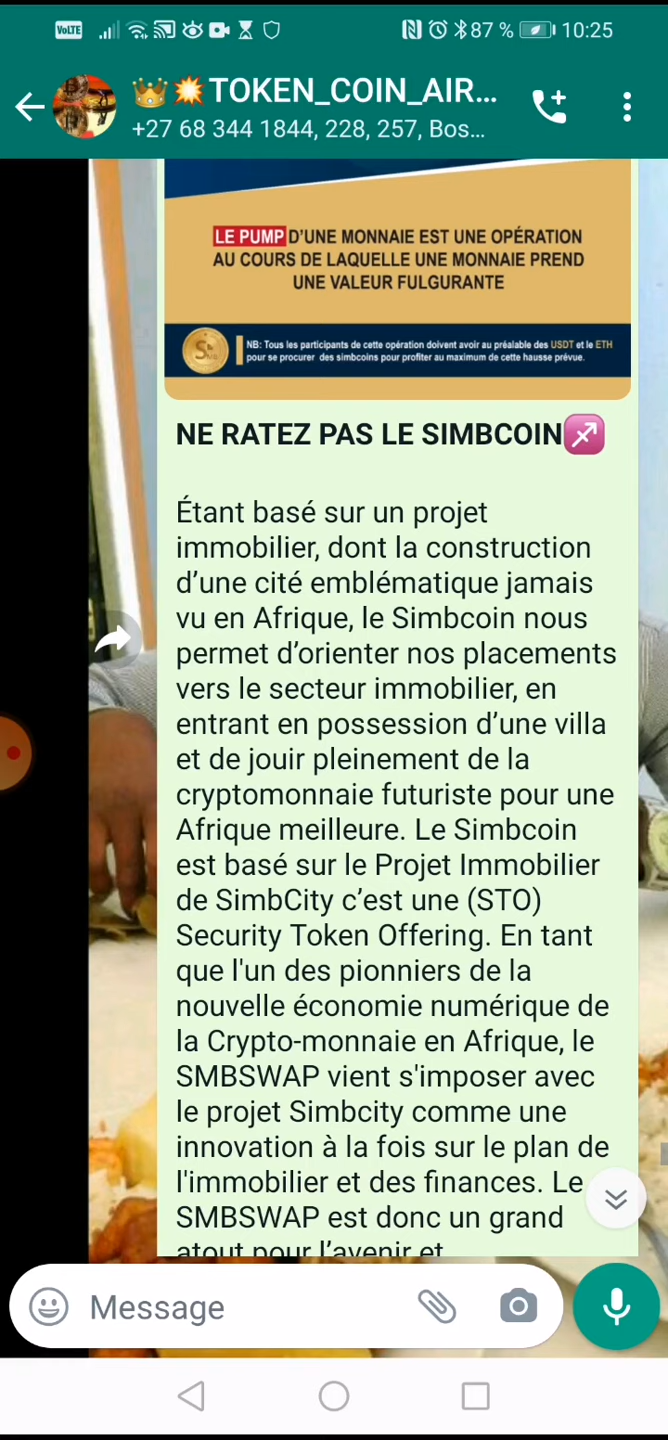 VoLTE 87 % 10:25
TOKEN_COIN_AIR...
+27 68 344 1844, 228, 257, Bos...
LE PUMP D'UNE MONNAIE EST UNE OPÉRATION
AU COURS DE LAQUELLE UNE MONNAIE PREND
UNE VALEUR FULGURANTE
NB: Tous les participants de cette opération doivent avoir au préalable des USDT et le ETH
pour se procurer des simbcoins pour profiter au maximum de cette hausse prévue.
NE RATEZ PAS LE SIMBCOIN♐
Étant basé sur un projet
immobilier, dont la construction
d’une cité emblématique jamais
vu en Afrique, le Simbcoin nous
permet d’orienter nos placements
vers le secteur immobilier, en
entrant en possession d’une villa
et de jouir pleinement de la
cryptomonnaie futuriste pour une
Afrique meilleure. Le Simbcoin
est basé sur le Projet Immobilier
de SimbCity c’est une (STO)
Security Token Offering. En tant
que l'un des pionniers de la
nouvelle économie numérique de
la Crypto-monnaie en Afrique, le
SMBSWAP vient s'imposer avec
le projet Simbcity comme une
innovation à la fois sur le plan de
l'immobilier et des finances. Le
SMBSWAP est donc un grand
atout pour l’avenir et
Message